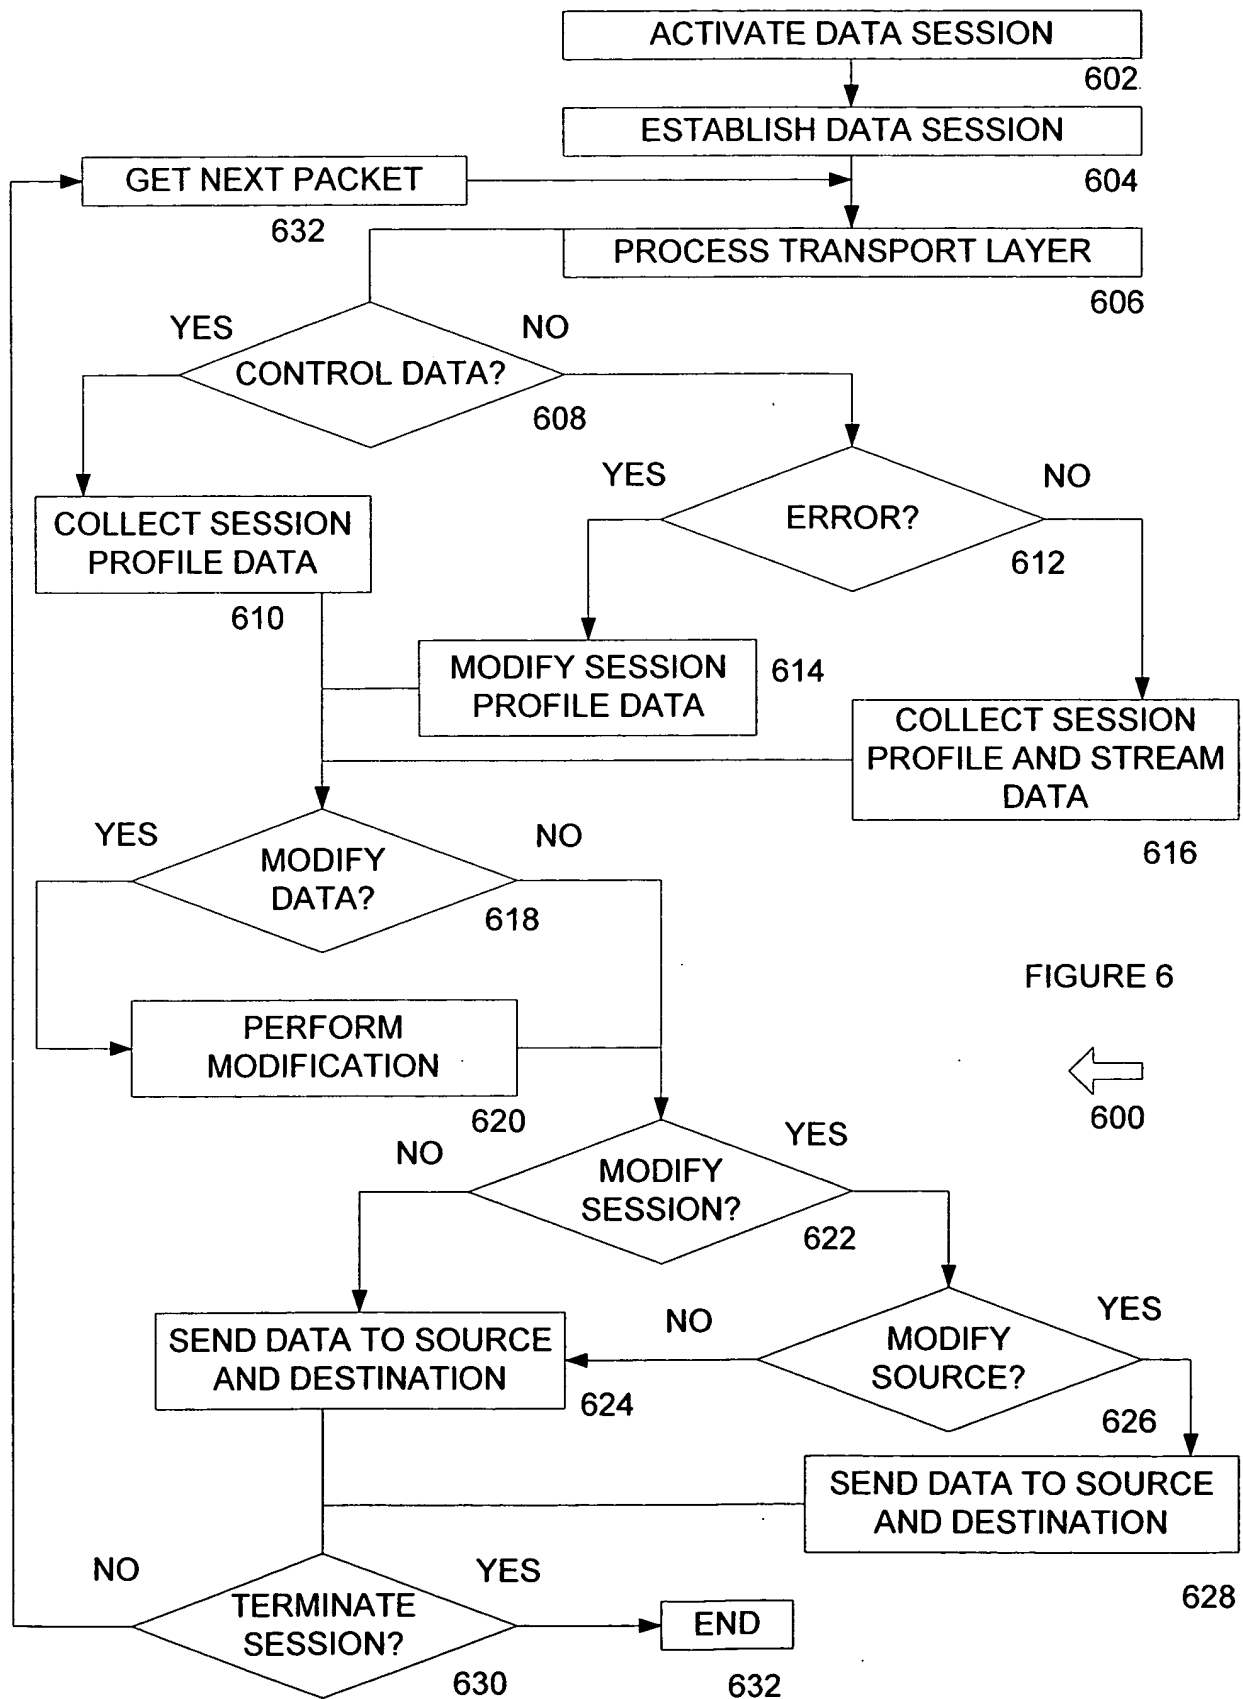 ACTIVATE DATA SESSION
602
ESTABLISH DATA SESSION
604
GET NEXT PACKET
632
PROCESS TRANSPORT LAYER
606
YES
NO
CONTROL DATA?
608
YES
NO
COLLECT SESSION
PROFILE DATA
610
ERROR?
612
MODIFY SESSION
PROFILE DATA
614
COLLECT SESSION
PROFILE AND STREAM
DATA
616
YES
NO
MODIFY
DATA?
618
FIGURE 6
600
PERFORM
MODIFICATION
620
NO
YES
MODIFY
SESSION?
622
SEND DATA TO SOURCE
AND DESTINATION
624
NO
YES
MODIFY
SOURCE?
626
SEND DATA TO SOURCE
AND DESTINATION
628
NO
YES
TERMINATE
SESSION?
630
END
632